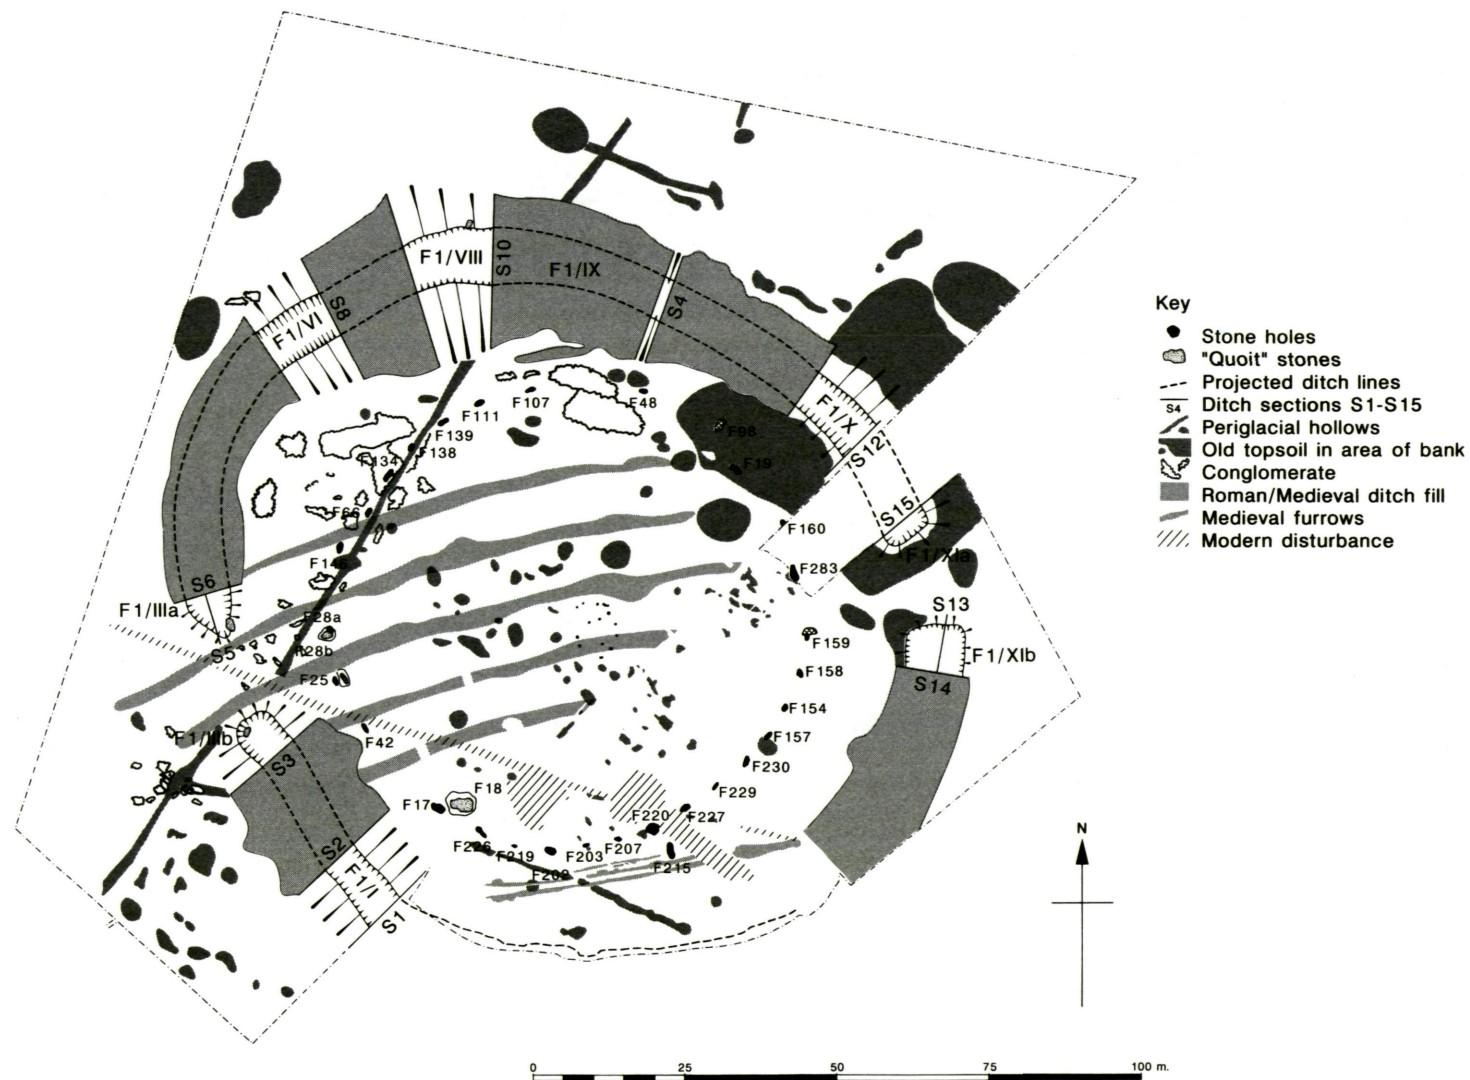 F1/VIII
S10
F1/IX
S4
S8
F1/VI
F1/X
S12
S15
F1/XIa
S13
F1/XIb
S14
S6
F1/IIIa
S5
F1/IIIb
S3
S2
F1/I
S1
F107
F48
F111
F139
F138
F134
F98
F19
F66
F160
F146
F283
F28a
F28b
F159
F25
F158
F154
F42
F157
F230
F18
F229
F17
F220
F227
F226
F219
F203
F207
F202
F215
Key
Stone holes
"Quoit" stones
Projected ditch lines
S4 Ditch sections S1-S15
Periglacial hollows
Old topsoil in area of bank
Conglomerate
Roman/Medieval ditch fill
Medieval furrows
Modern disturbance
N
0 25 50 75 100 m.